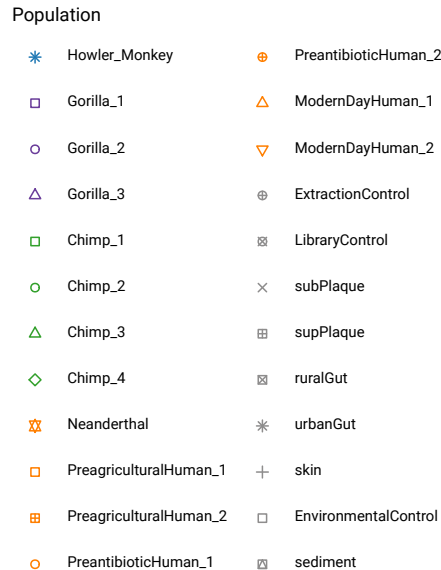 Population
Howler_Monkey
Gorilla_1
Gorilla_2
Gorilla_3
Chimp_1
Chimp_2
Chimp_3
Chimp_4
Neanderthal
PreagriculturalHuman_1
PreagriculturalHuman_2
PreantibioticHuman_1
PreantibioticHuman_2
ModernDayHuman_1
ModernDayHuman_2
ExtractionControl
LibraryControl
subPlaque
supPlaque
ruralGut
urbanGut
skin
EnvironmentalControl
sediment